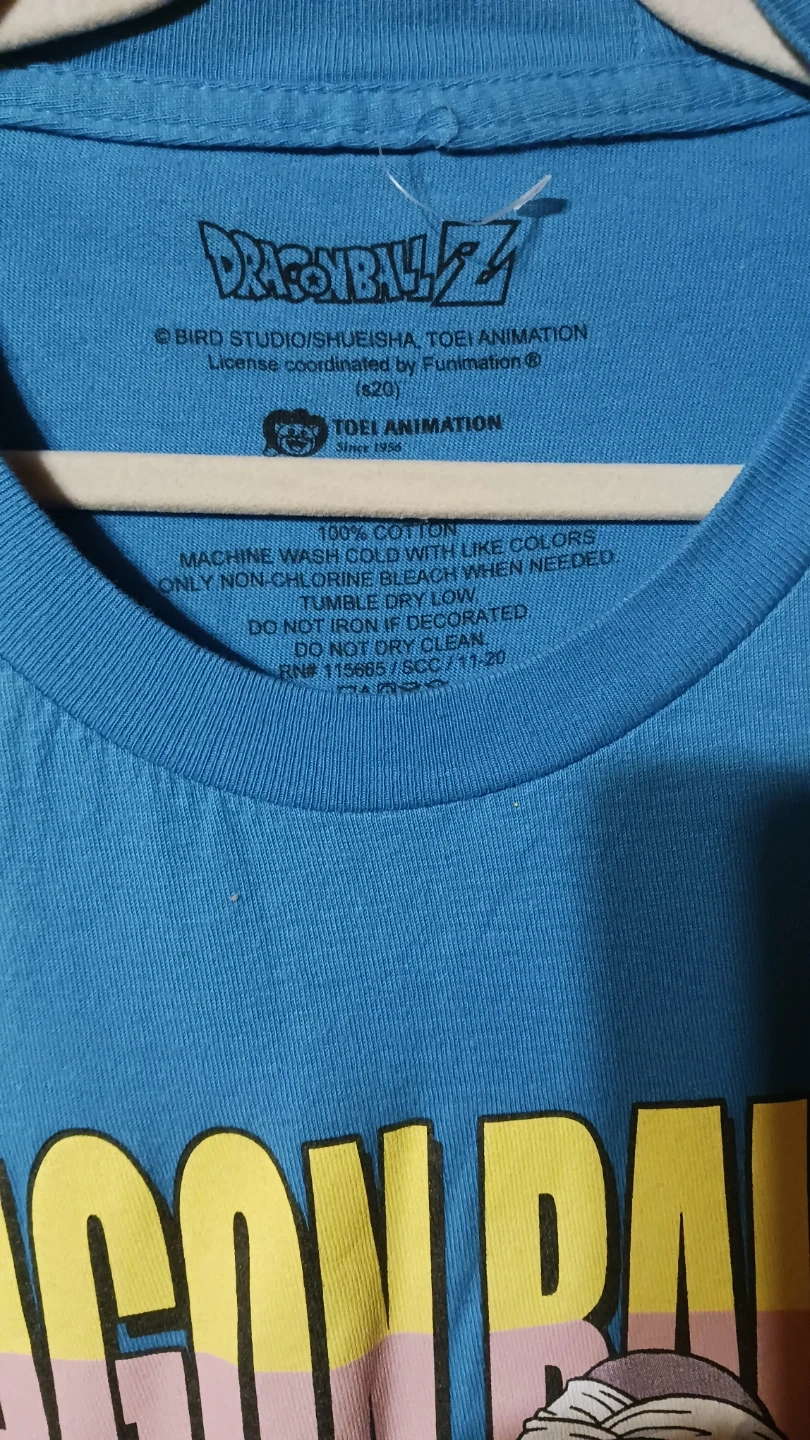 DRAGONBALL Z
© BIRD STUDIO/SHUEISHA, TOEI ANIMATION
License coordinated by Funimation ®
(s20)
TOEI ANIMATION
Since 1956
100% COTTON
MACHINE WASH COLD WITH LIKE COLORS
ONLY NON-CHLORINE BLEACH WHEN NEEDED.
TUMBLE DRY LOW
DO NOT IRON IF DECORATED.
DO NOT DRY CLEAN.
RN# 115665 / SCC / 11-20
AGON BAL